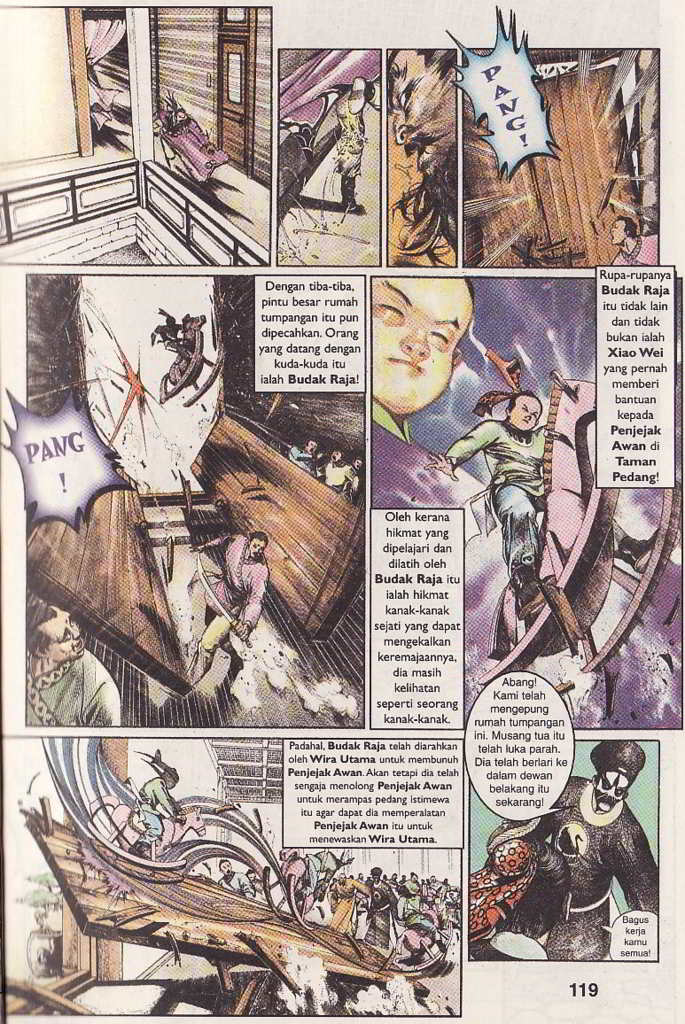 PANG!
PANG
!
Dengan tiba-tiba,
pintu besar rumah
tumpangan itu pun
dipecahkan. Orang
yang datang dengan
kuda-kuda itu
ialah Budak Raja!
Rupa-rupanya
Budak Raja
itu tidak lain
dan tidak
bukan ialah
Xiao Wei
yang pernah
memberi
bantuan
kepada
Penjejak
Awan di
Taman
Pedang!
Oleh kerana
hikmat yang
dipelajari dan
dilatih oleh
Budak Raja itu
ialah hikmat
kanak-kanak
sejati yang dapat
mengekalkan
keremajaannya,
dia masih
kelihatan
seperti seorang
kanak-kanak.
Padahal, Budak Raja telah diarahkan
oleh Wira Utama untuk membunuh
Penjejak Awan. Akan tetapi dia telah
sengaja menolong Penjejak Awan
untuk merampas pedang istimewa
itu agar dapat dia memperalatan
Penjejak Awan itu untuk
menewaskan Wira Utama.
Abang!
Kami telah
mengepung
rumah tumpangan
ini. Musang tua itu
telah luka parah.
Dia telah berlari ke
dalam dewan
belakang itu
sekarang!
Bagus
kerja
kamu
semua!
119